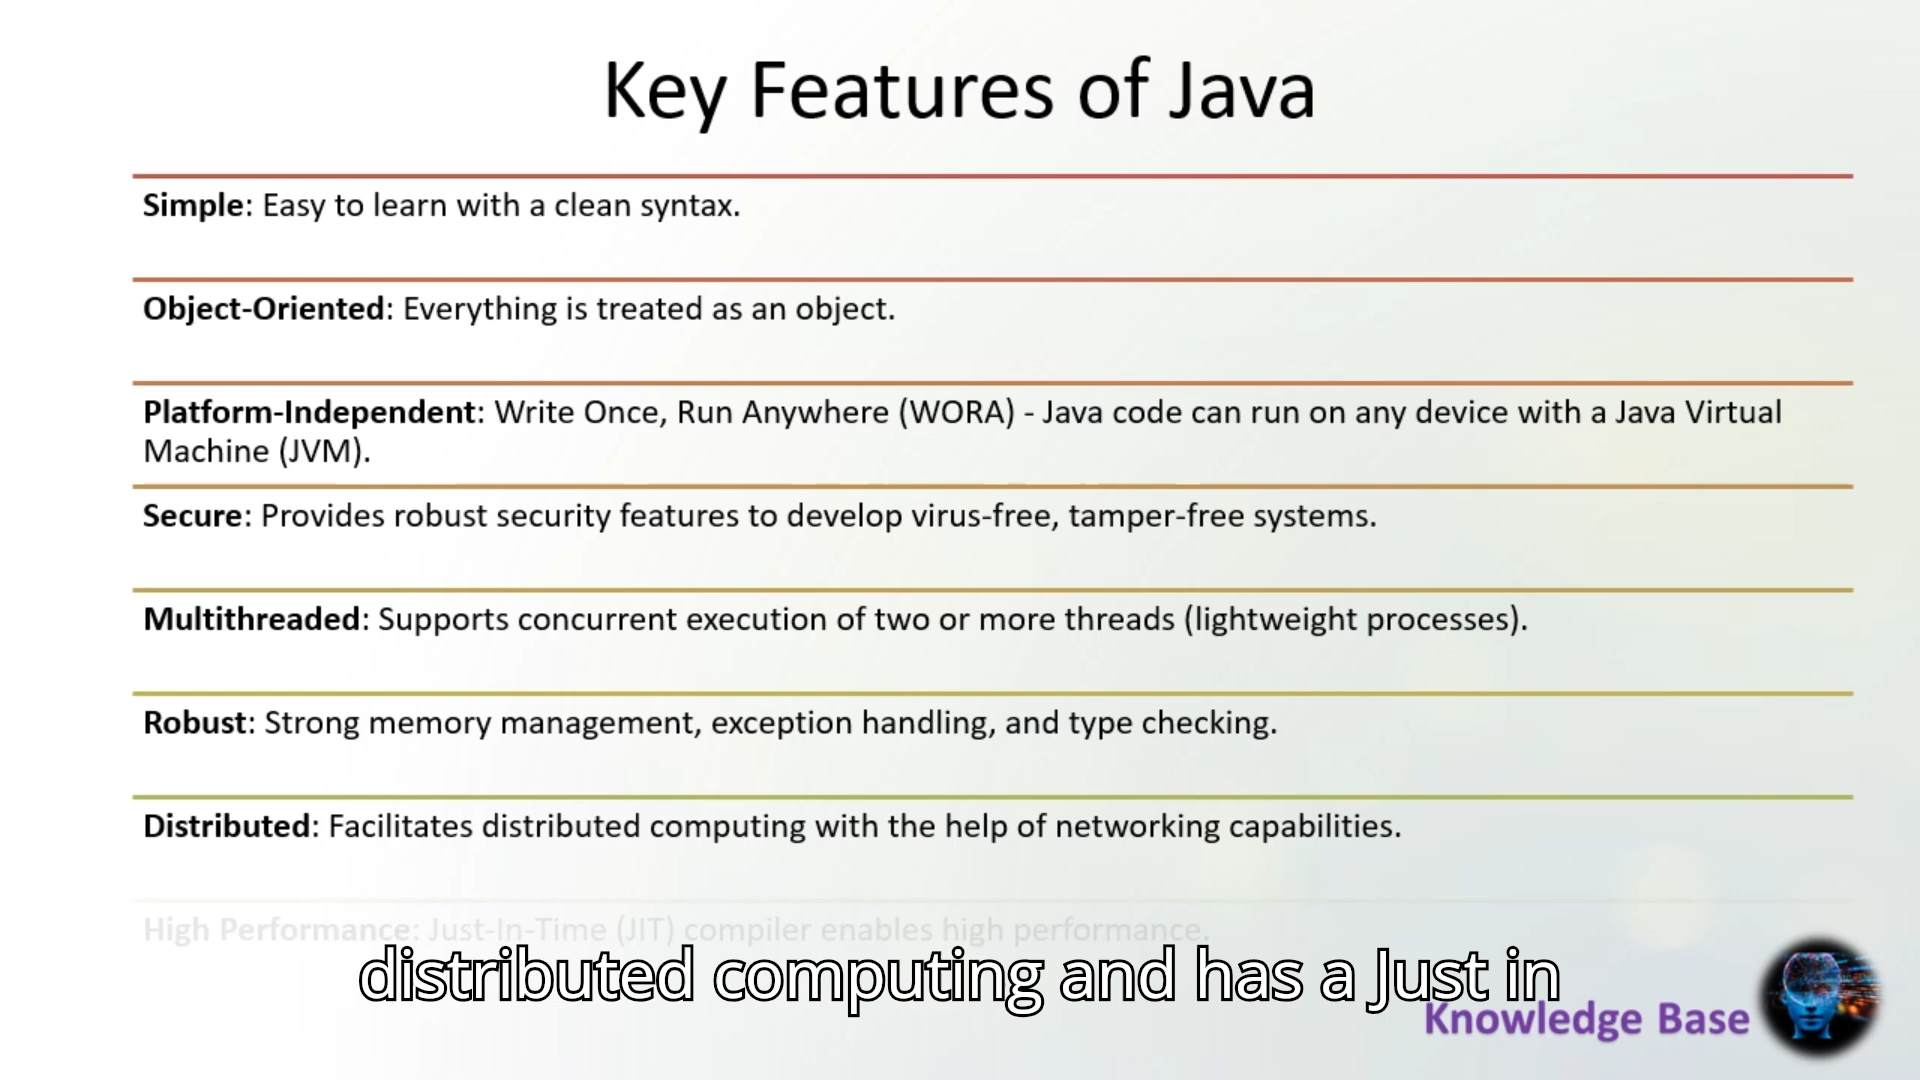 Key Features of Java
Simple: Easy to learn with a clean syntax.
Object-Oriented: Everything is treated as an object.
Platform-Independent: Write Once, Run Anywhere (WORA) - Java code can run on any device with a Java Virtual
Machine (JVM).
Secure: Provides robust security features to develop virus-free, tamper-free systems.
Multithreaded: Supports concurrent execution of two or more threads (lightweight processes).
Robust: Strong memory management, exception handling, and type checking.
Distributed: Facilitates distributed computing with the help of networking capabilities.
High Performance: Just-In-Time (JIT) compiler enables high performance.
distributed computing and has a Just in
Knowledge Base